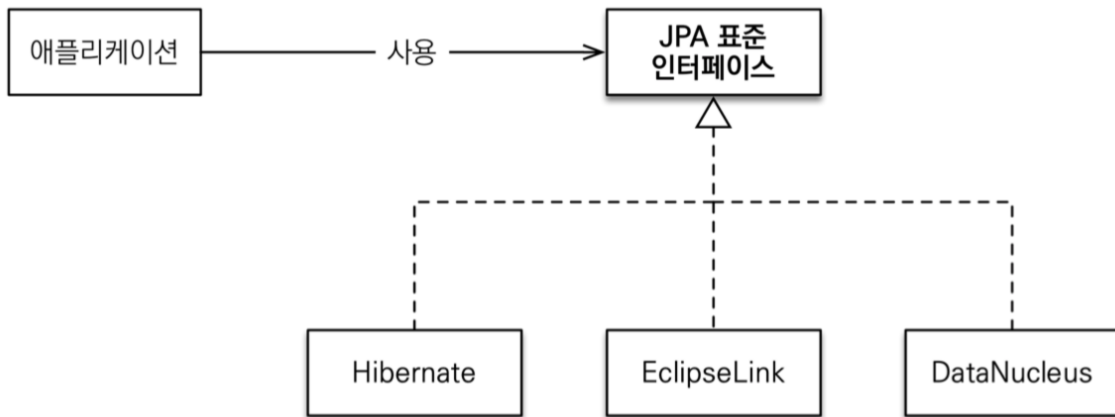 애플리케이션
사용
JPA 표준
인터페이스
Hibernate
EclipseLink
DataNucleus